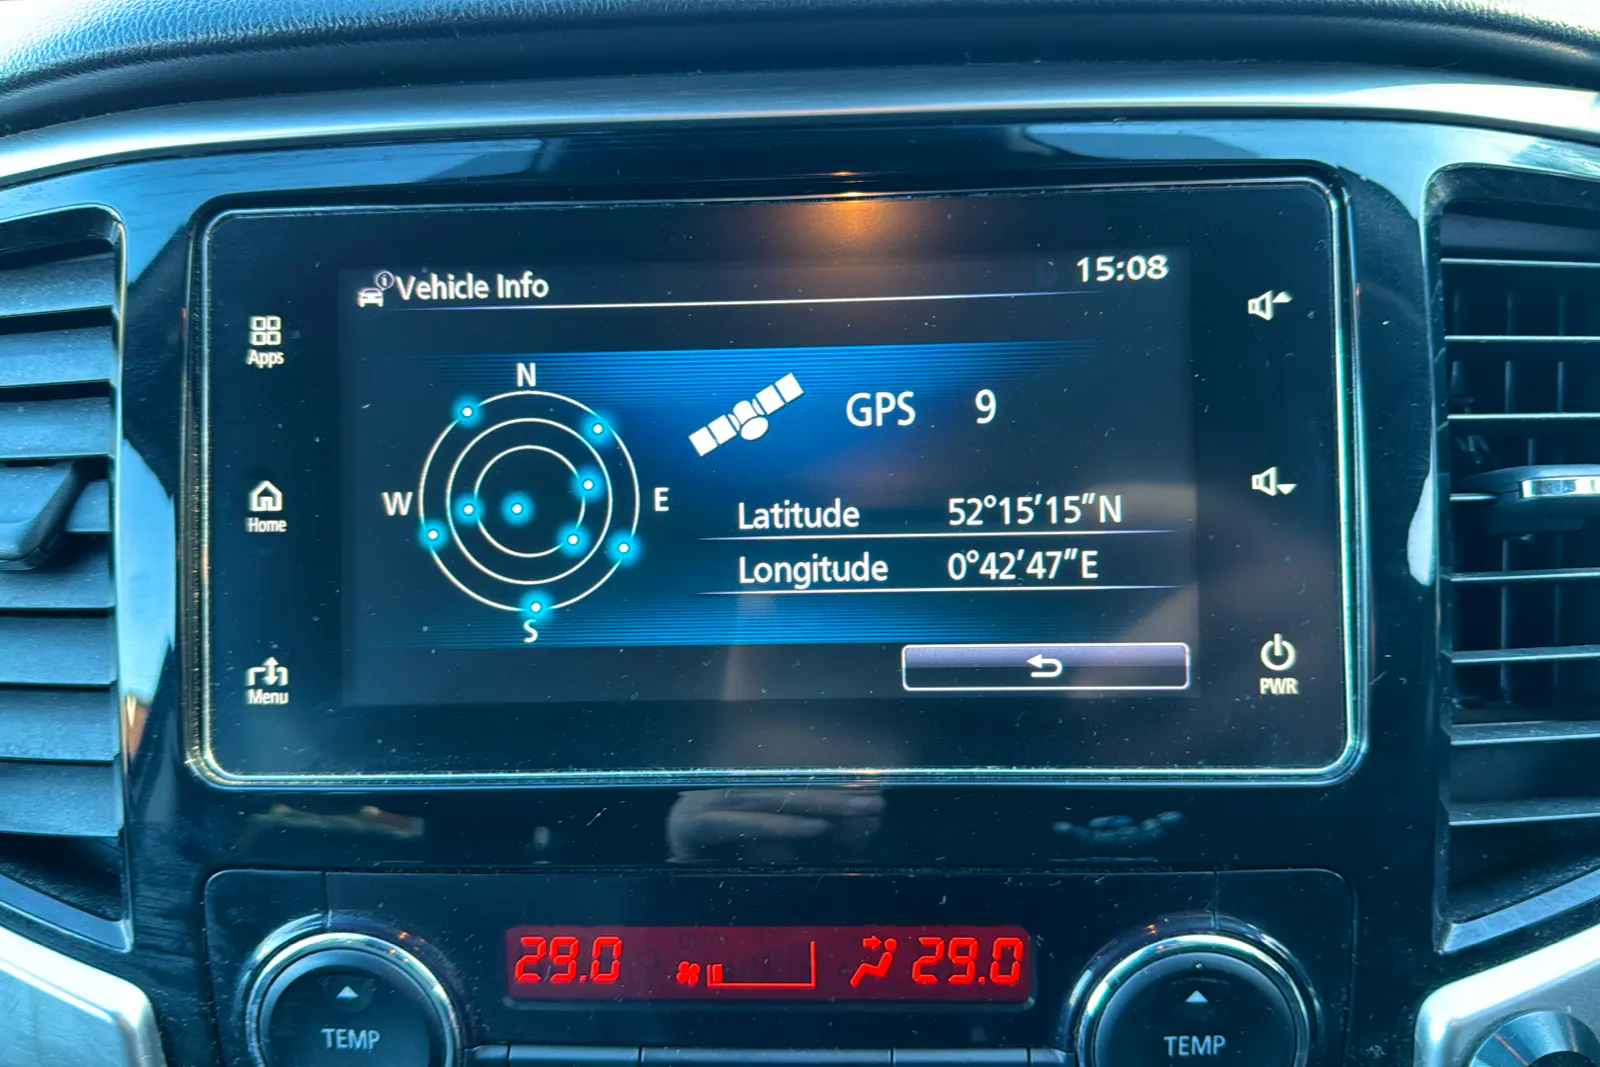 Vehicle Info
15:08
Apps
Home
Menu
N
W
E
S
GPS 9
Latitude 52°15′15″N
Longitude 0°42′47″E
PWR
29.0
29.0
TEMP
TEMP